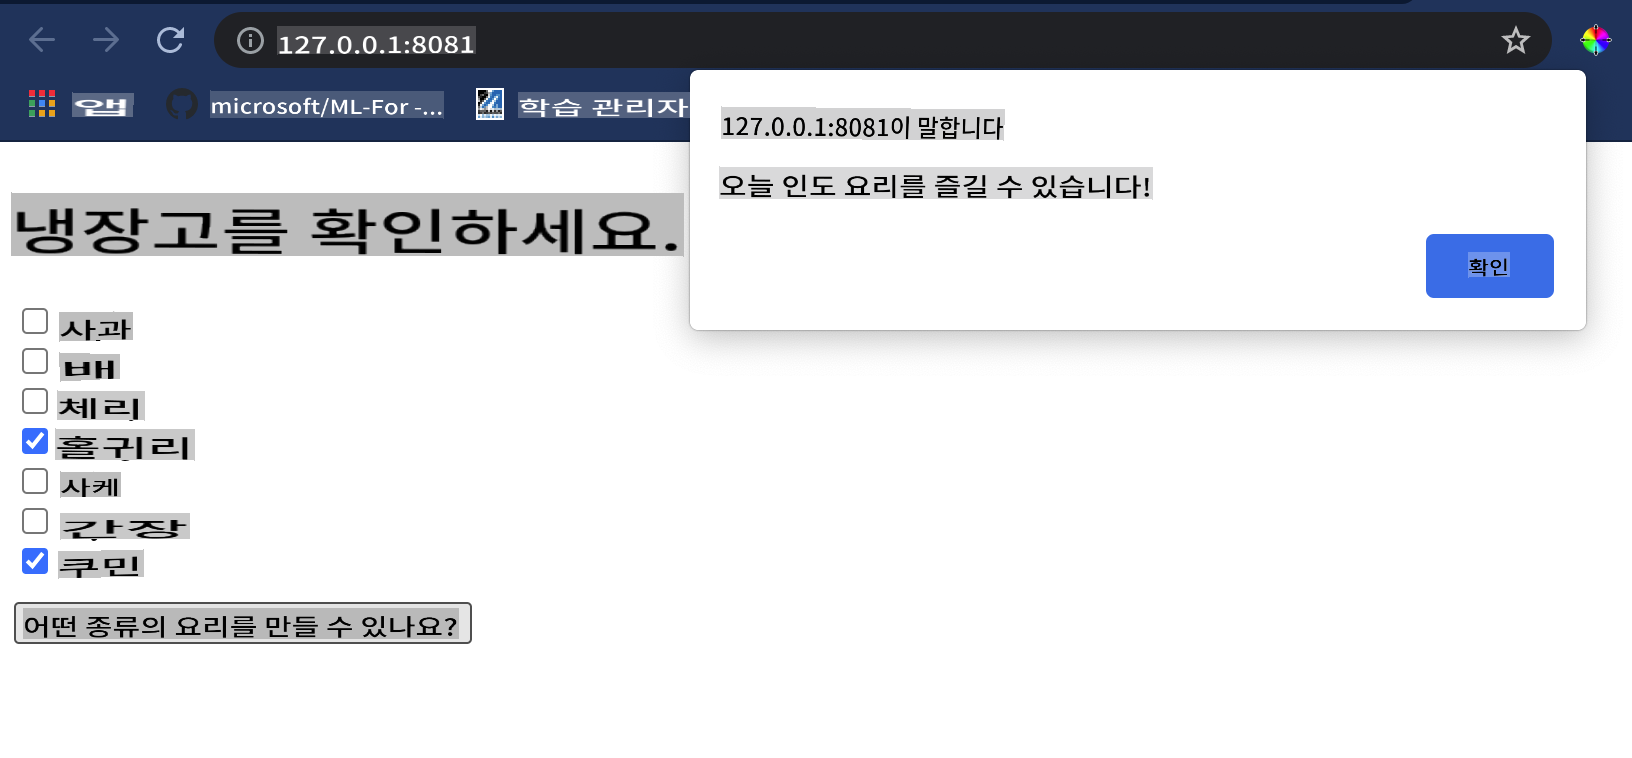 127.0.0.1:8081
앱
microsoft/ML-For -...
학습 관리자
127.0.0.1:8081이 말합니다
오늘 인도 요리를 즐길 수 있습니다!
확인
냉장고를 확인하세요.
사과
배
체리
홀귀리
사케
간장
쿠민
어떤 종류의 요리를 만들 수 있나요?